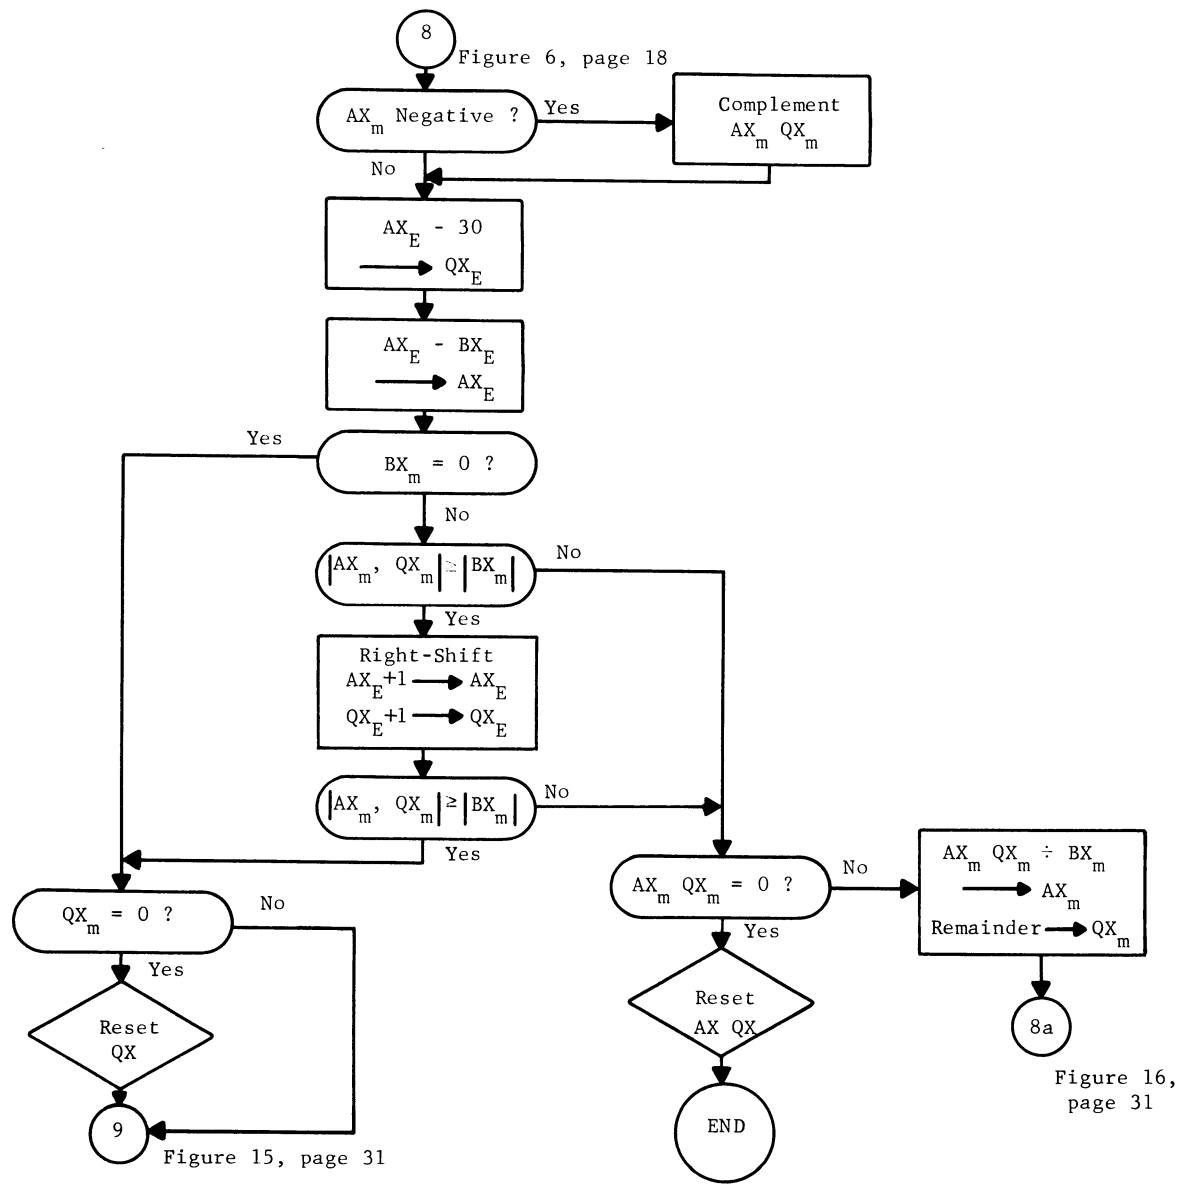 8
Figure 6, page 18
AXm Negative ?
Yes
Complement
AXm QXm
No
AXE - 30
QXE
AXE - BXE
AXE
Yes
BXm = 0 ?
No
|AXm, QXm| ≥ |BXm|
No
Yes
Right-Shift
AXE+1 AXE
QXE+1 QXE
|AXm, QXm| ≥ |BXm|
No
Yes
QXm = 0 ?
No
Yes
Reset
QX
9
Figure 15, page 31
AXm QXm = 0 ?
No
Yes
Reset
AX QX
END
AXm QXm ÷ BXm
AXm
Remainder QXm
8a
Figure 16,
page 31